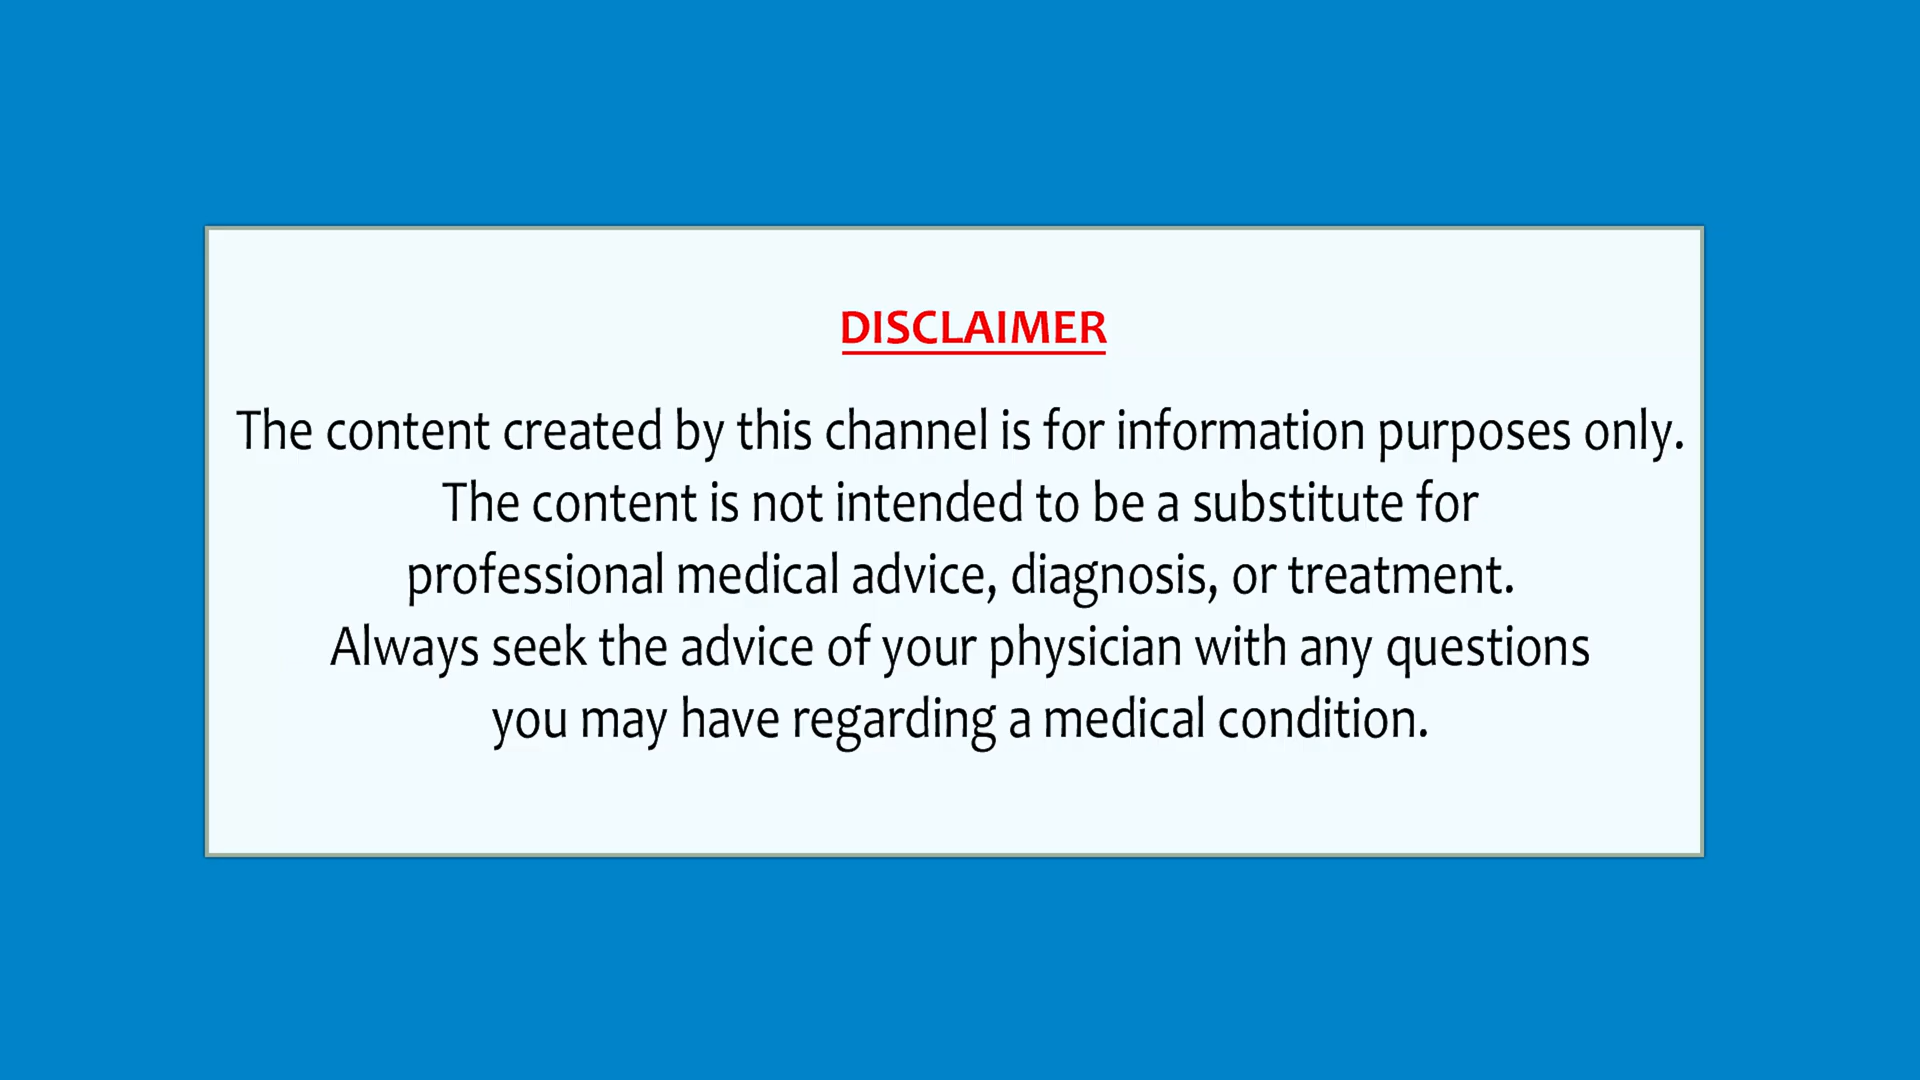 DISCLAIMER
The content created by this channel is for information purposes only.
The content is not intended to be a substitute for
professional medical advice, diagnosis, or treatment.
Always seek the advice of your physician with any questions
you may have regarding a medical condition.